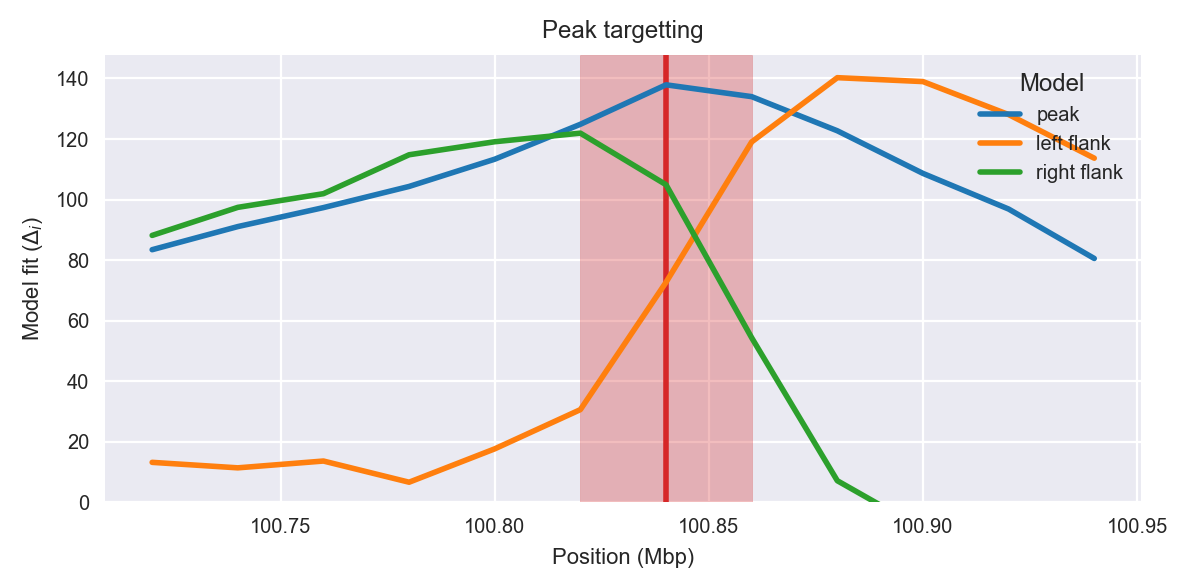 Peak targetting
Model fit (Δi)
140
120
100
80
60
40
20
0
Model
peak
left flank
right flank
100.75 100.80 100.85 100.90 100.95
Position (Mbp)